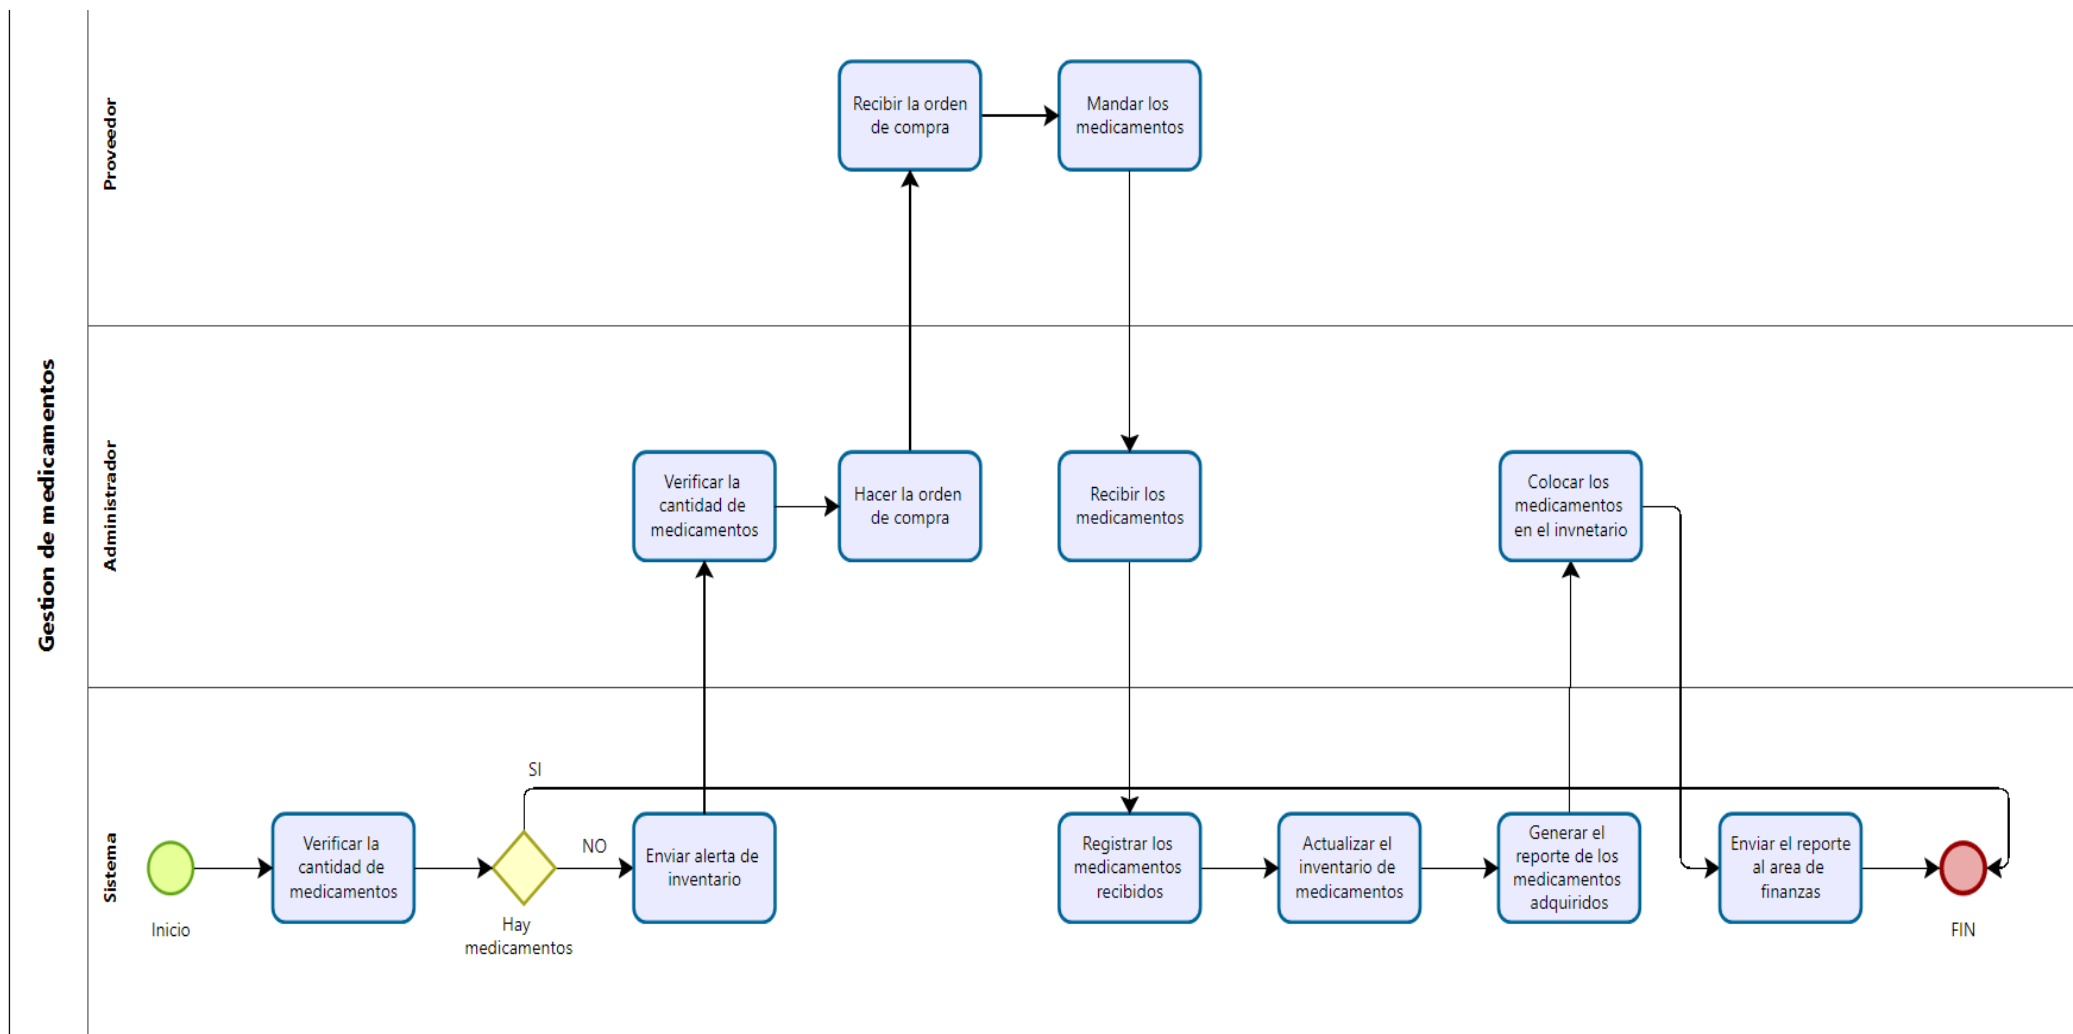 Gestion de medicamentos
Proveedor
Recibir la orden
de compra
Mandar los
medicamentos
Administrador
Verificar la
cantidad de
medicamentos
Hacer la orden
de compra
Recibir los
medicamentos
Colocar los
medicamentos
en el invnetario
Sistema
Inicio
Verificar la
cantidad de
medicamentos
Hay
medicamentos
SI
NO
Enviar alerta de
inventario
Registrar los
medicamentos
recibidos
Actualizar el
inventario de
medicamentos
Generar el
reporte de los
medicamentos
adquiridos
Enviar el reporte
al area de
finanzas
FIN